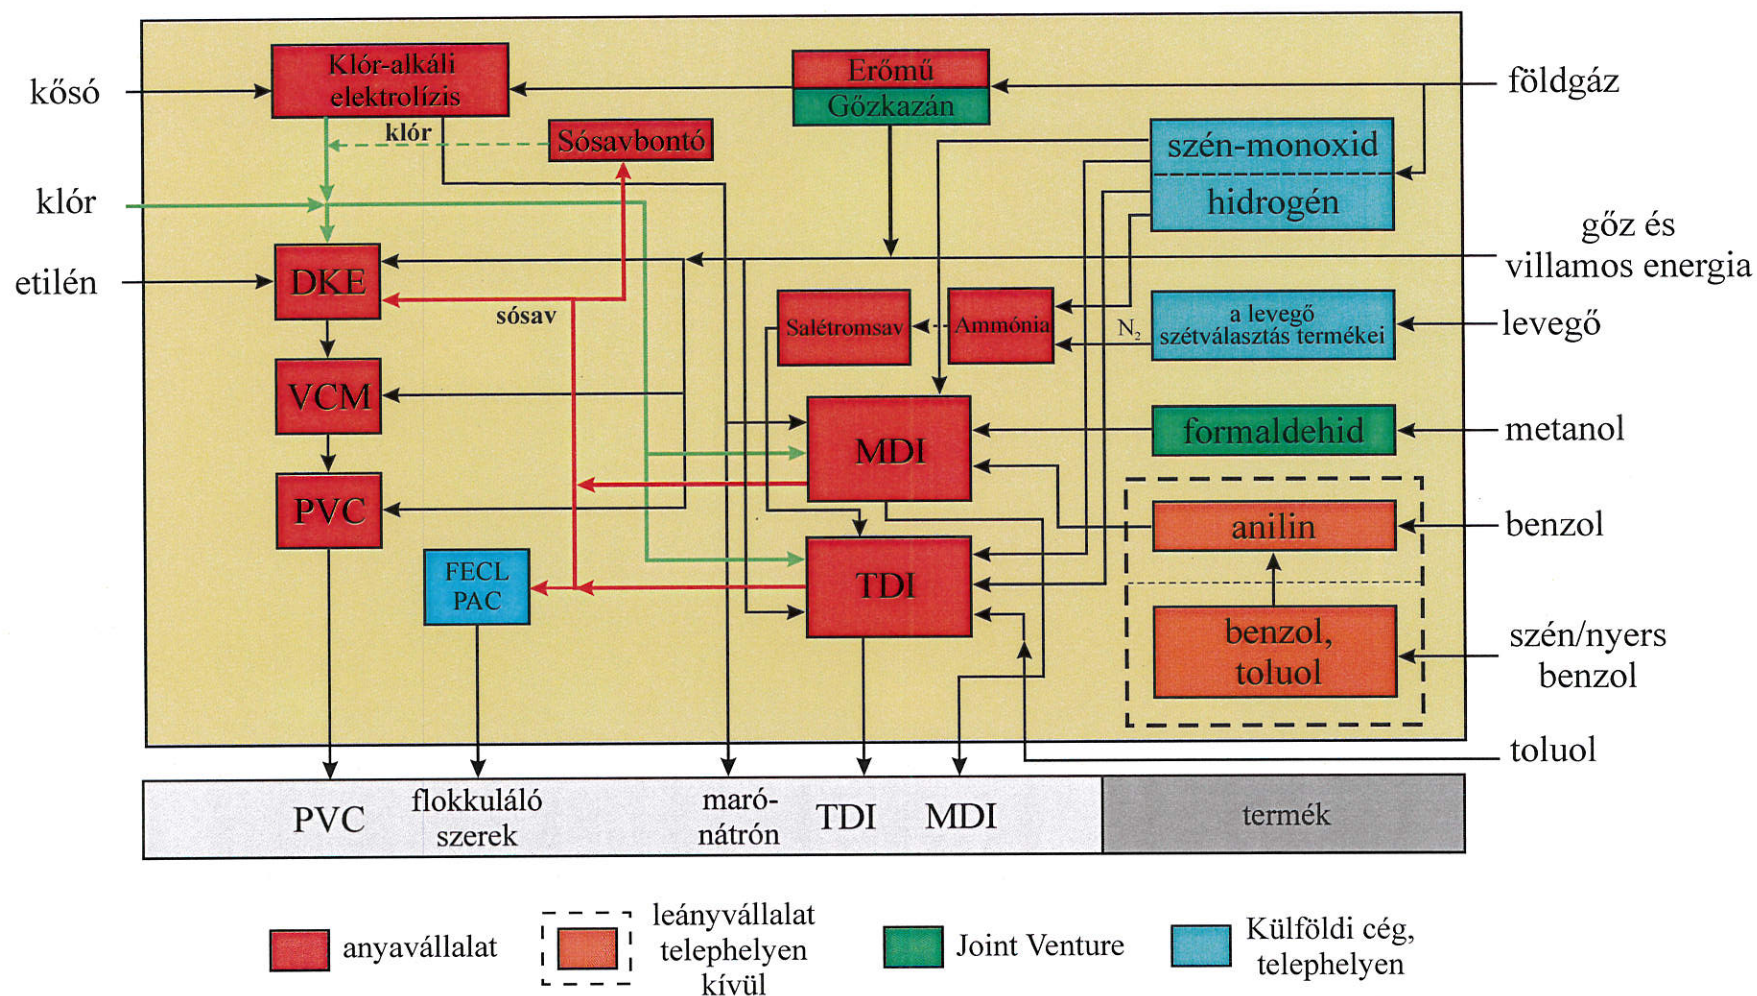 Klór-alkáli
elektrolízis
Erőmű
Gőzkazán
kősó
földgáz
klór
Sósavbontó
szén-monoxid
hidrogén
klór
gőz és
villamos energia
etilén
DKE
sósav
Salétromsav
Ammónia
N₂
a levegő
szétválasztás termékei
levegő
VCM
MDI
formaldehid
metanol
PVC
anilin
benzol
FECL
PAC
TDI
benzol,
toluol
szén/nyers
benzol
toluol
PVC
flokkuláló
szerek
maró-
nátrón
TDI
MDI
termék
anyavállalat
leányvállalat
telephelyen
kívül
Joint Venture
Külföldi cég,
telephelyen